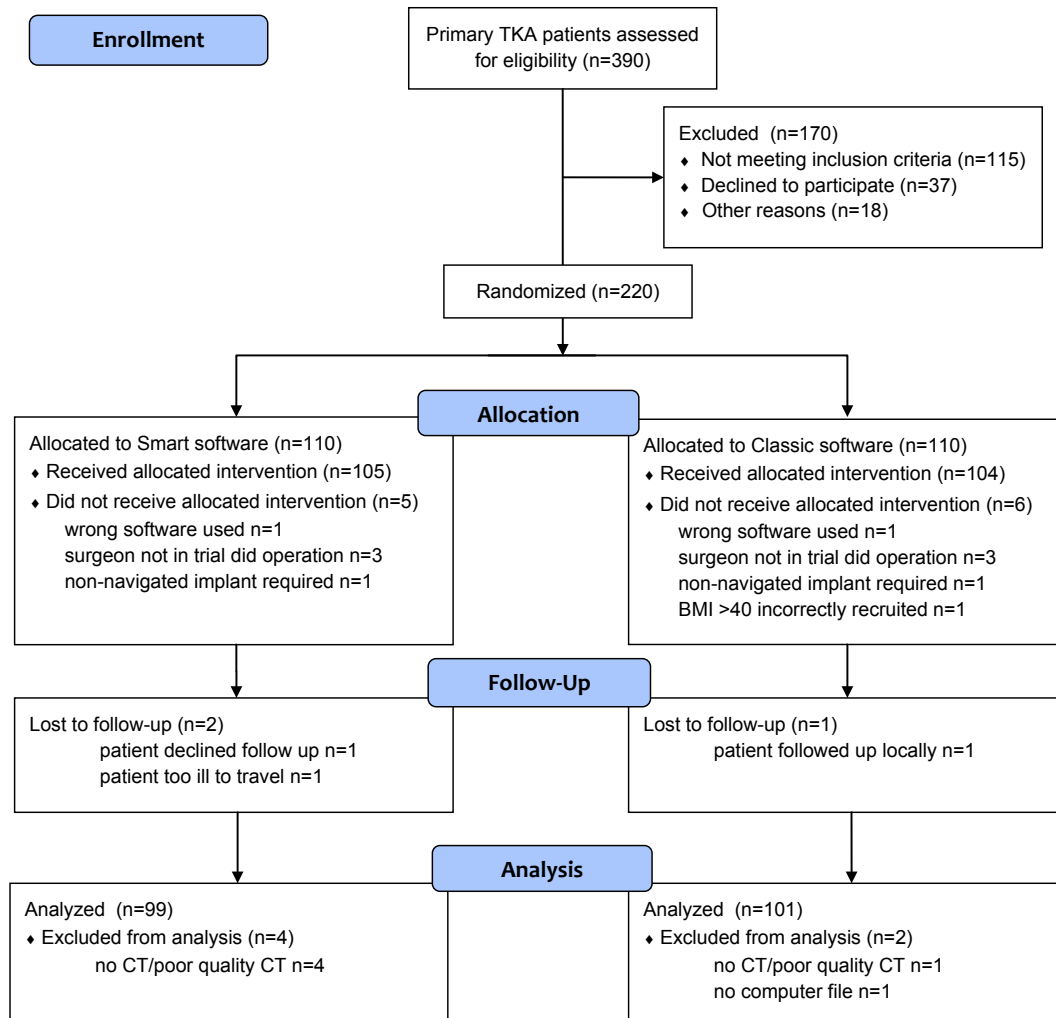 Enrollment
Primary TKA patients assessed
for eligibility (n=390)
Excluded (n=170)
♦ Not meeting inclusion criteria (n=115)
♦ Declined to participate (n=37)
♦ Other reasons (n=18)
Randomized (n=220)
Allocation
Allocated to Smart software (n=110)
♦ Received allocated intervention (n=105)
♦ Did not receive allocated intervention (n=5)
wrong software used n=1
surgeon not in trial did operation n=3
non-navigated implant required n=1
Allocated to Classic software (n=110)
♦ Received allocated intervention (n=104)
♦ Did not receive allocated intervention (n=6)
wrong software used n=1
surgeon not in trial did operation n=3
non-navigated implant required n=1
BMI >40 incorrectly recruited n=1
Follow-Up
Lost to follow-up (n=2)
patient declined follow up n=1
patient too ill to travel n=1
Lost to follow-up (n=1)
patient followed up locally n=1
Analysis
Analyzed (n=99)
♦ Excluded from analysis (n=4)
no CT/poor quality CT n=4
Analyzed (n=101)
♦ Excluded from analysis (n=2)
no CT/poor quality CT n=1
no computer file n=1